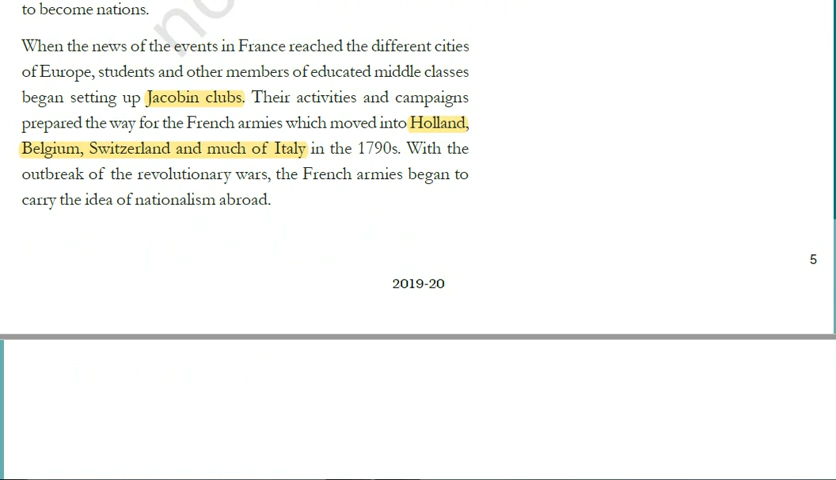 to become nations.
When the news of the events in France reached the different cities
of Europe, students and other members of educated middle classes
began setting up Jacobin clubs. Their activities and campaigns
prepared the way for the French armies which moved into Holland,
Belgium, Switzerland and much of Italy in the 1790s. With the
outbreak of the revolutionary wars, the French armies began to
carry the idea of nationalism abroad.
5
2019-20